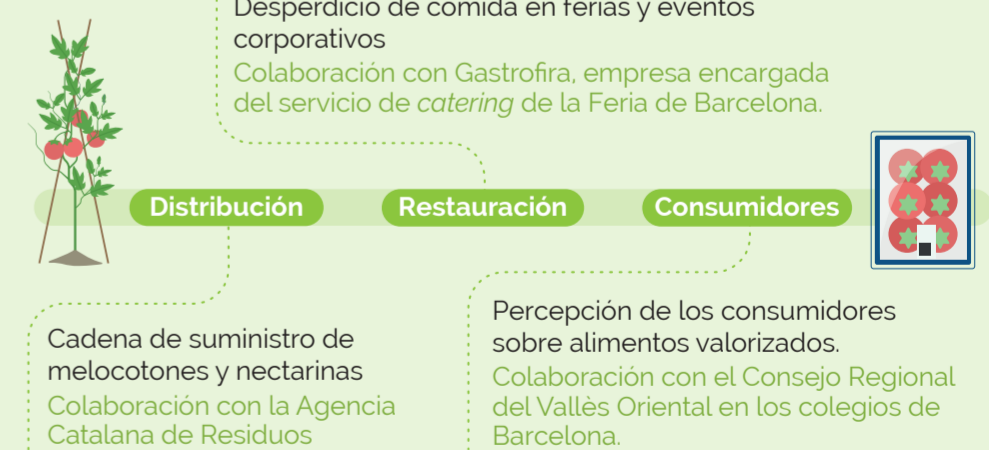 Desperdicio de comida en ferias y eventos
corporativos
Colaboración con Gastrofira, empresa encargada
del servicio de catering de la Feria de Barcelona.
Distribución
Restauración
Consumidores
Cadena de suministro de
melocotones y nectarinas
Colaboración con la Agencia
Catalana de Residuos
Percepción de los consumidores
sobre alimentos valorizados.
Colaboración con el Consejo Regional
del Vallès Oriental en los colegios de
Barcelona.